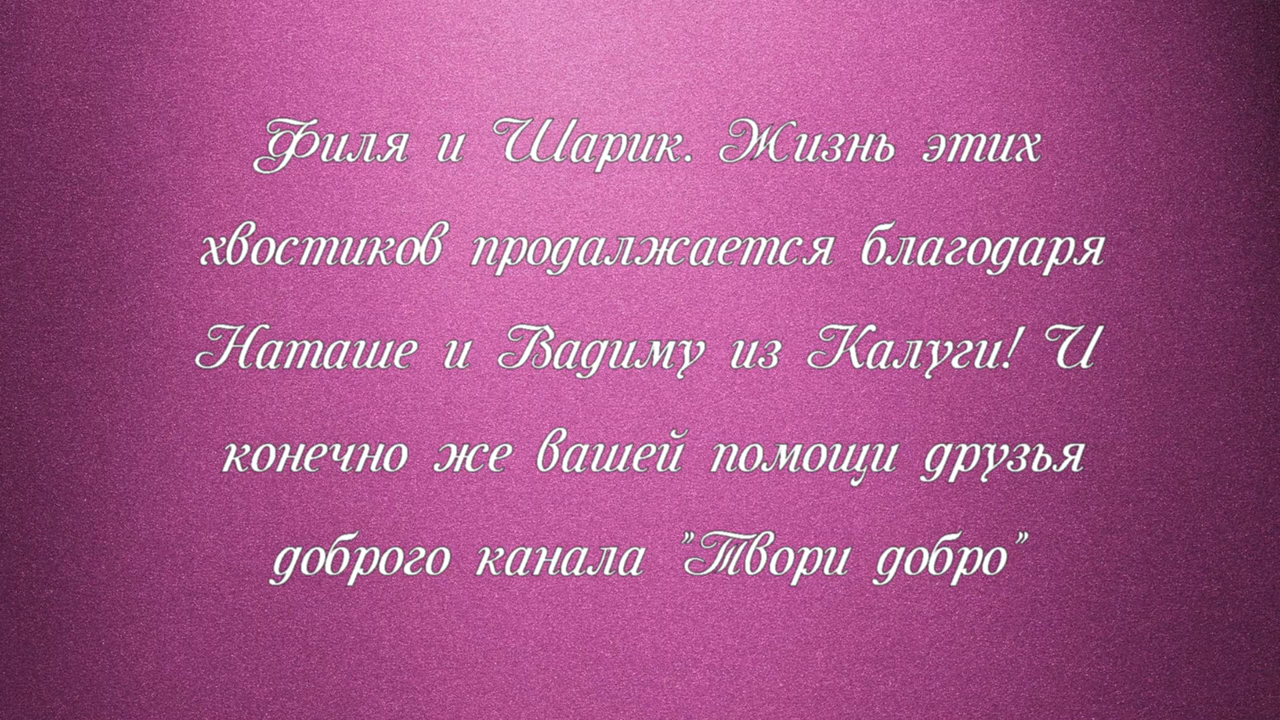 Филя и Шарик. Жизнь этих
хвостиков продалжается благодаря
Наташе и Вадиму из Калуги! И
конечно же вашей помощи друзья
доброго канала "Твори добро"